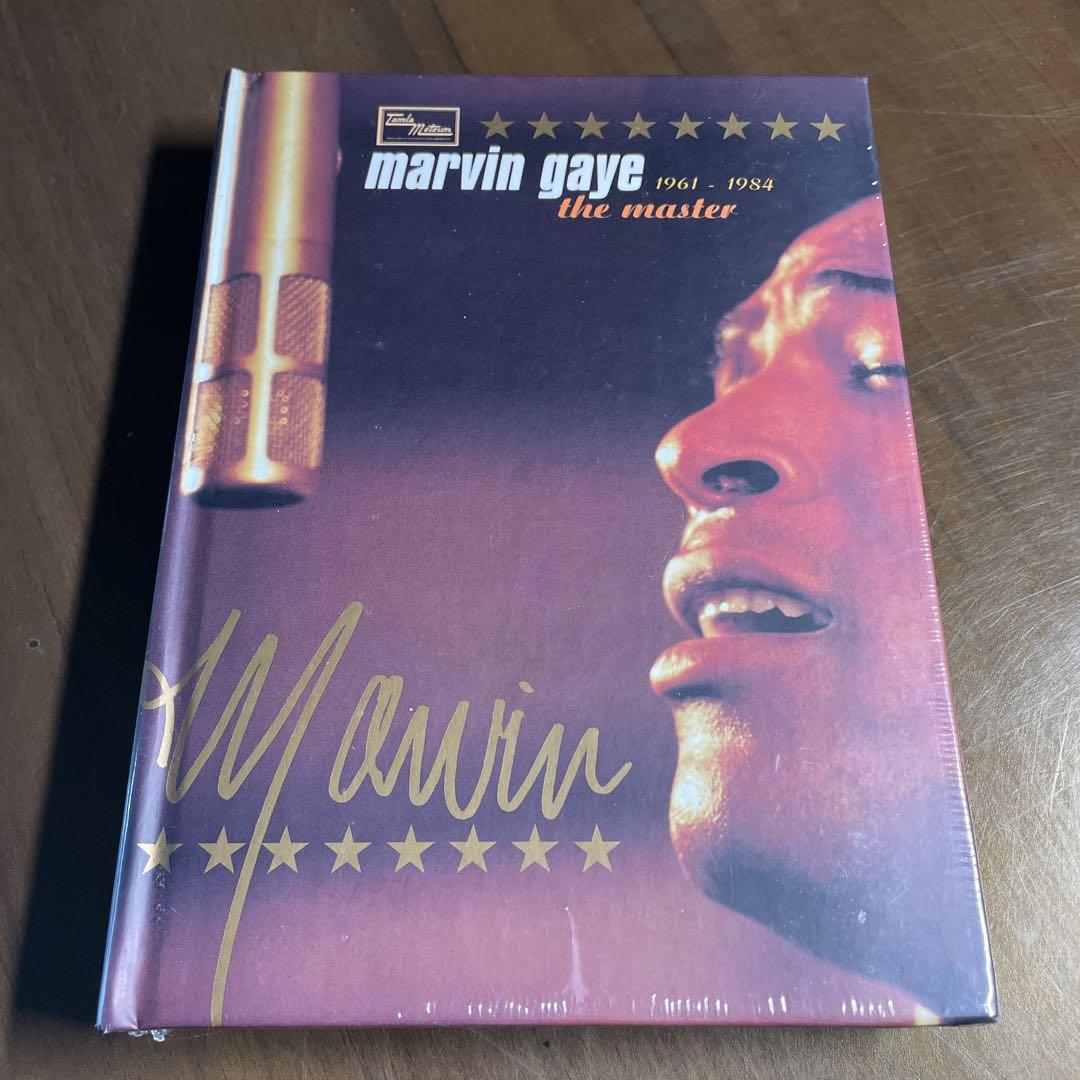 Tamla
Motown
marvin gaye 1961 - 1984
the master
Marvin